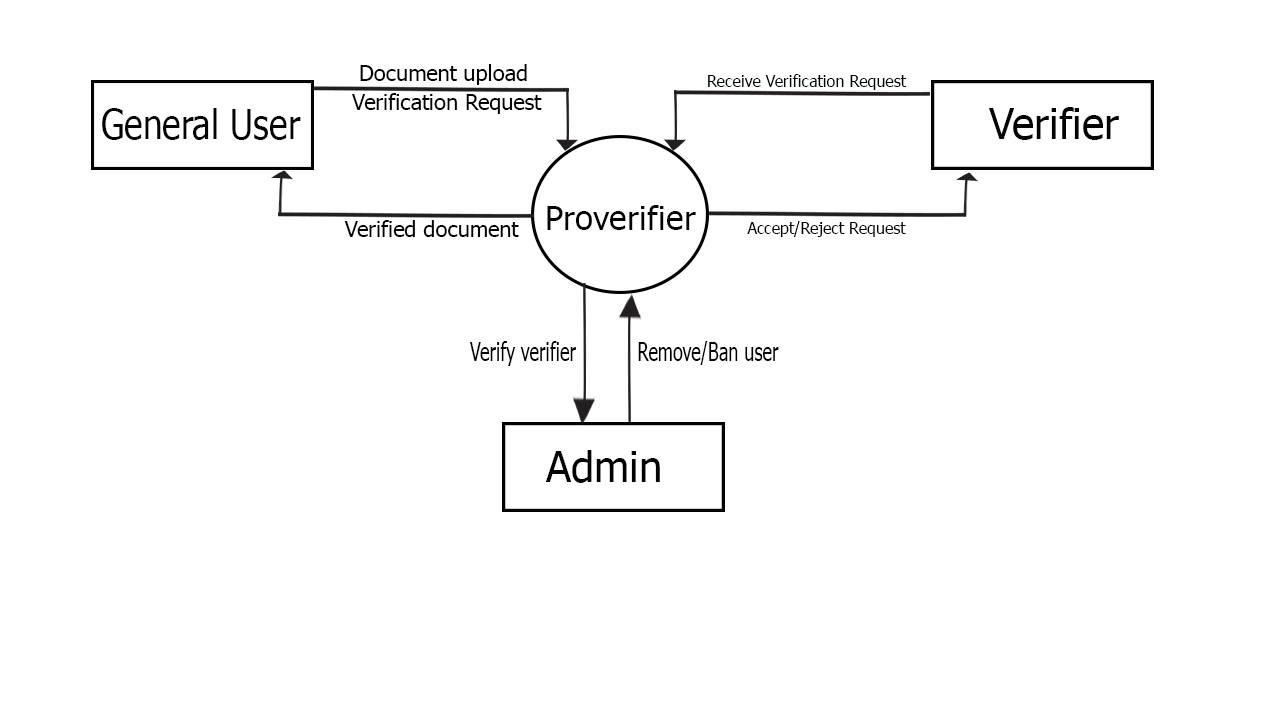 Document upload
Verification Request
General User
Receive Verification Request
Verifier
Proverifier
Verified document
Accept/Reject Request
Verify verifier
Remove/Ban user
Admin